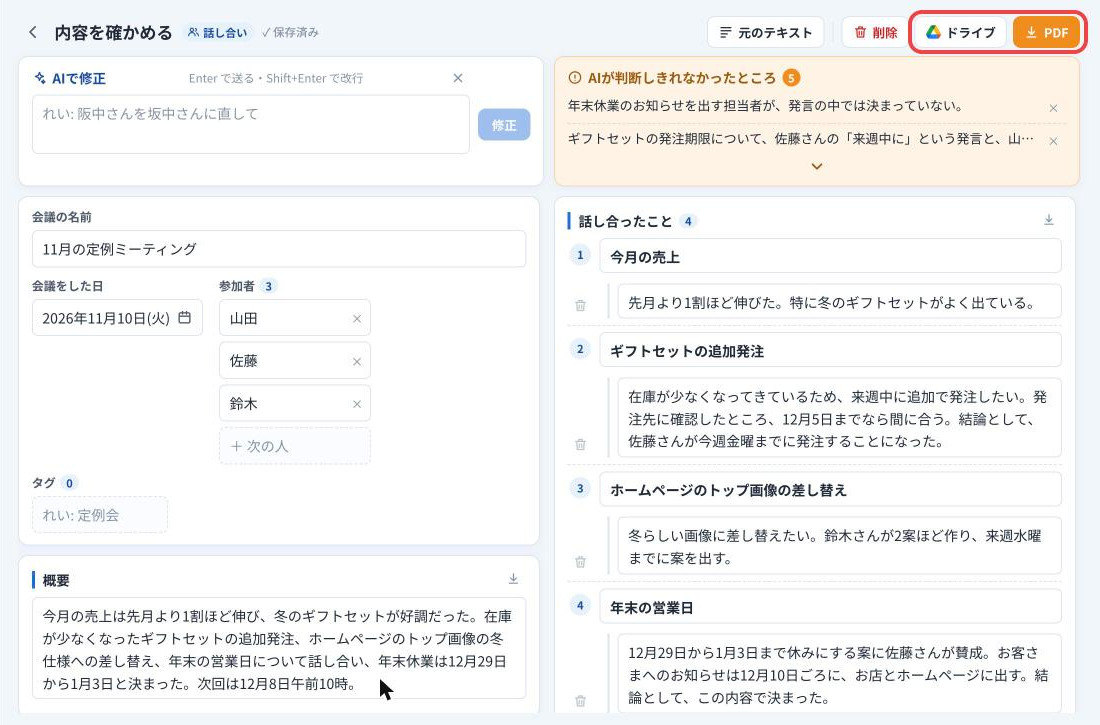 内容を確かめる
話し合い
✓保存済み
元のテキスト
削除
ドライブ
PDF
AIで修正
Enter で送る・Shift+Enter で改行
れい: 阪中さんを坂中さんに直して
修正
AIが判断しきれなかったところ 5
年末休業のお知らせを出す担当者が、発言の中では決まっていない。
ギフトセットの発注期限について、佐藤さんの「来週中に」という発言と、山…
会議の名前
11月の定例ミーティング
会議をした日
2026年11月10日(火)
参加者 3
山田
佐藤
鈴木
＋ 次の人
タグ 0
れい: 定例会
概要
今月の売上は先月より1割ほど伸び、冬のギフトセットが好調だった。在庫
が少なくなったギフトセットの追加発注、ホームページのトップ画像の冬
仕様への差し替え、年末の営業日について話し合い、年末休業は12月29日
から1月3日と決まった。次回は12月8日午前10時。
話し合ったこと 4
1 今月の売上
先月より1割ほど伸びた。特に冬のギフトセットがよく出ている。
2 ギフトセットの追加発注
在庫が少なくなってきているため、来週中に追加で発注したい。発
注先に確認したところ、12月5日までなら間に合う。結論として、
佐藤さんが今週金曜までに発注することになった。
3 ホームページのトップ画像の差し替え
冬らしい画像に差し替えたい。鈴木さんが2案ほど作り、来週水曜
までに案を出す。
4 年末の営業日
12月29日から1月3日まで休みにする案に佐藤さんが賛成。お客さ
まへのお知らせは12月10日ごろに、お店とホームページに出す。結
論として、この内容で決まった。